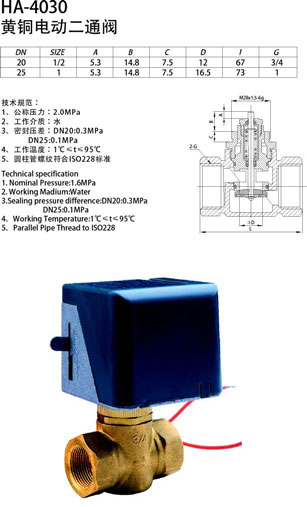 HA-4030
黄铜电动二通阀
DN SIZE A B C D I G
20 1/2 5.3 14.8 7.5 12 67 3/4
25 1 5.3 14.8 7.5 16.5 73 1
技术规范：
1、公称压力：2.0MPa
2、工作介质：水
3、密封压差：DN20:0.3MPa
DN25:0.1MPa
4、工作温度：1℃<t<95℃
5、圆柱管螺纹符合ISO228标准
Technical specification
1. Nominal Pressure:1.6MPa
2. Working Madium:Water
3.Sealing pressure difference:DN20:0.3MPa
DN25:0.1MPa
4. Working Temperature:1℃<t<95℃
5. Parallel Pipe Thread to ISO228
M28x1.5-6g
A
B
C
2-G
D
L